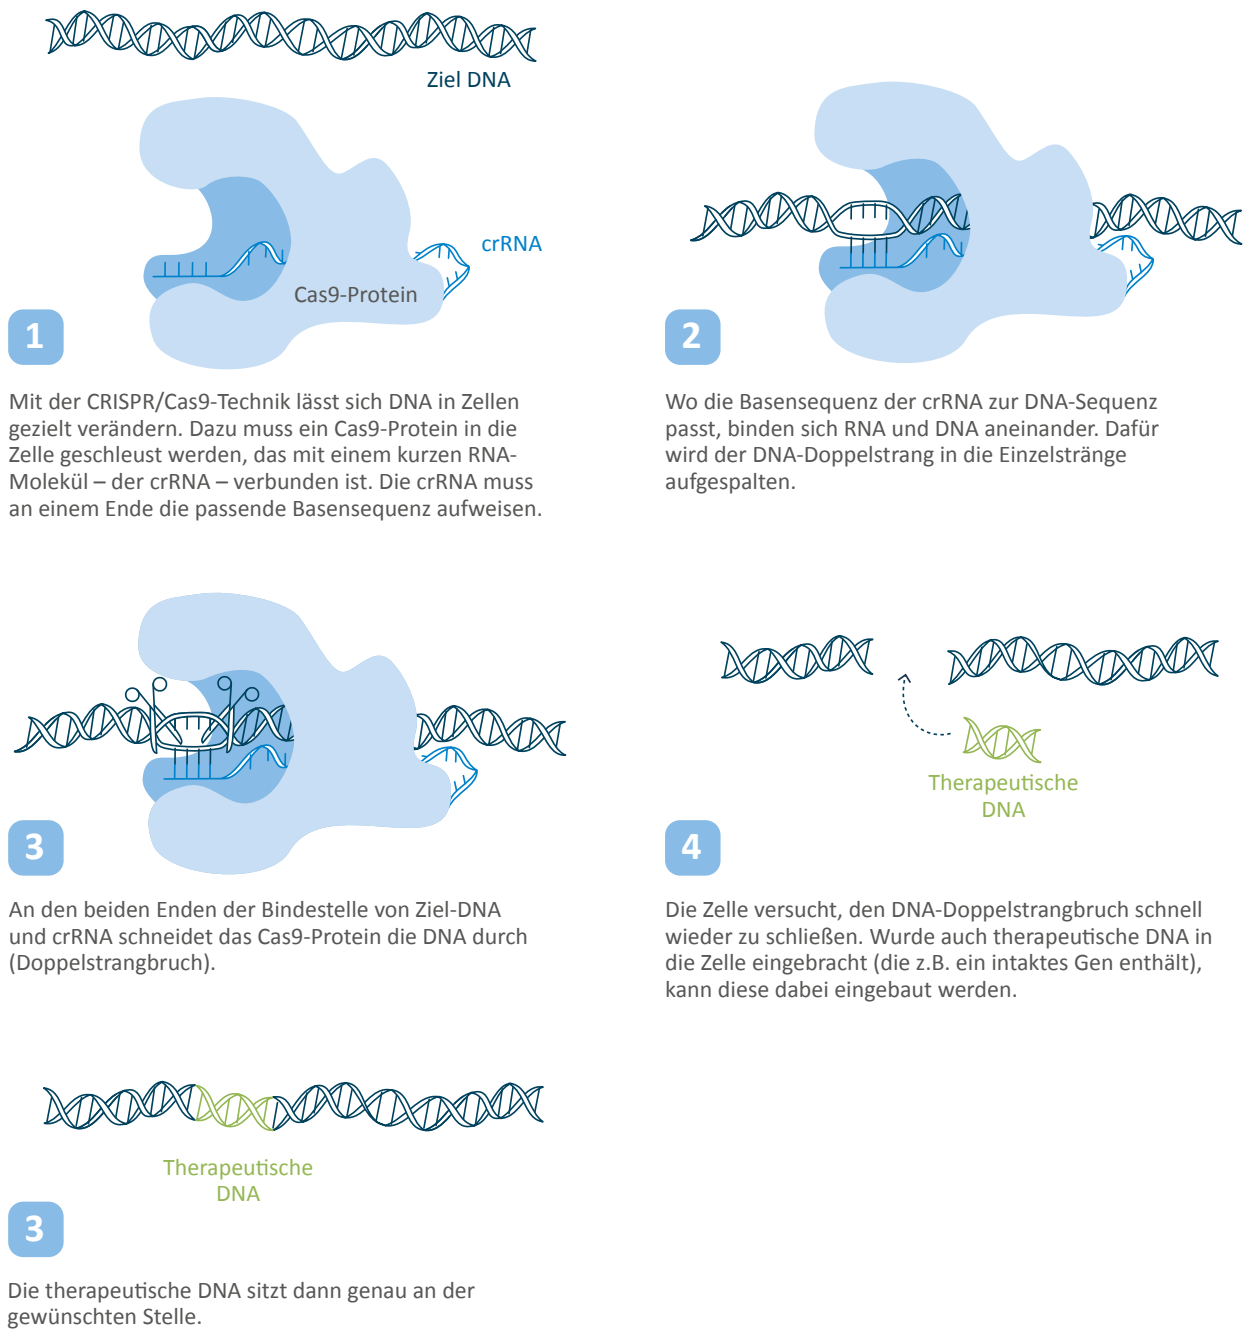 Ziel DNA
crRNA
Cas9-Protein
1
Mit der CRISPR/Cas9-Technik lässt sich DNA in Zellen
gezielt verändern. Dazu muss ein Cas9-Protein in die
Zelle geschleust werden, das mit einem kurzen RNA-
Molekül – der crRNA – verbunden ist. Die crRNA muss
an einem Ende die passende Basensequenz aufweisen.
2
Wo die Basensequenz der crRNA zur DNA-Sequenz
passt, binden sich RNA und DNA aneinander. Dafür
wird der DNA-Doppelstrang in die Einzelstränge
aufgespalten.
3
An den beiden Enden der Bindestelle von Ziel-DNA
und crRNA schneidet das Cas9-Protein die DNA durch
(Doppelstrangbruch).
Therapeutische
DNA
4
Die Zelle versucht, den DNA-Doppelstrangbruch schnell
wieder zu schließen. Wurde auch therapeutische DNA in
die Zelle eingebracht (die z.B. ein intaktes Gen enthält),
kann diese dabei eingebaut werden.
Therapeutische
DNA
3
Die therapeutische DNA sitzt dann genau an der
gewünschten Stelle.